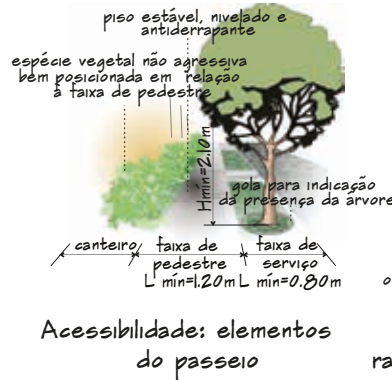 piso estável, nivelado e
antiderrapante
espécie vegetal não agressiva
bem posicionada em relação
à faixa de pedestre
Hmín=2.10m
gola para indicação
da presença da árvore
canteiro
faixa de
pedestre
L mín=1.20m
faixa de
serviço
L mín=0.80m
Acessibilidade: elementos
do passeio